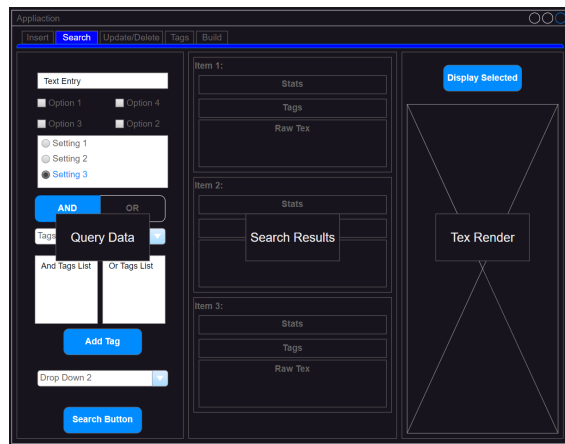 Appliaction
Insert Search Update/Delete Tags Build
Text Entry
Option 1 Option 4
Option 3 Option 2
Setting 1
Setting 2
Setting 3
AND OR
Tags
Query Data
And Tags List Or Tags List
Add Tag
Drop Down 2
Search Button
Item 1:
Stats
Tags
Raw Tex
Item 2:
Stats
Search Results
Item 3:
Stats
Tags
Raw Tex
Display Selected
Tex Render